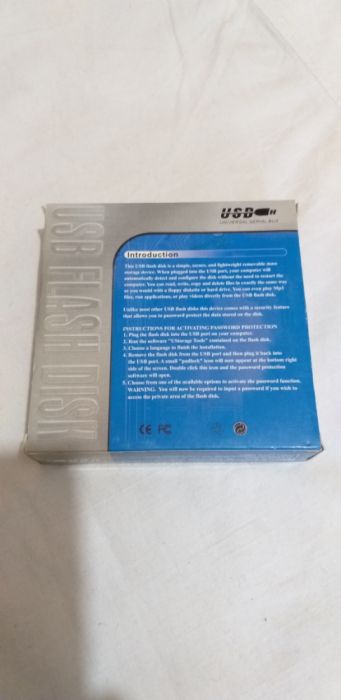 USB FLASH DISK
USB
UNIVERSAL SERIAL BUS
Introduction
This USB flash disk is a simple, secure, and lightweight removable mass
storage device. When plugged into the USB port, your computer will
automatically detect and configure the disk without the need to restart the
computer. You can read, write, copy and delete files in exactly the same way
as you would with a floppy diskette or hard drive. You can even play Mp3
files, run applications, or play videos directly from the USB flash disk.
Unlike most other USB flash disks this device comes with a security feature
that allows you to password protect the data stored on the disk.
INSTRUCTIONS FOR ACTIVATING PASSWORD PROTECTION
1. Plug the flash disk into the USB port on your computer.
2. Run the software "UStorage Tools" contained on the flash disk.
3. Choose a language to finish the installation.
4. Remove the flash disk from the USB port and then plug it back into
the USB port. A small "padlock" icon will now appear at the bottom right
side of the screen. Double click this icon and the password protection
software will open.
5. Choose from one of the available options to activate the password function.
WARNING. You will now be required to input a password if you wish to
access the private area of the flash disk.
CE FC